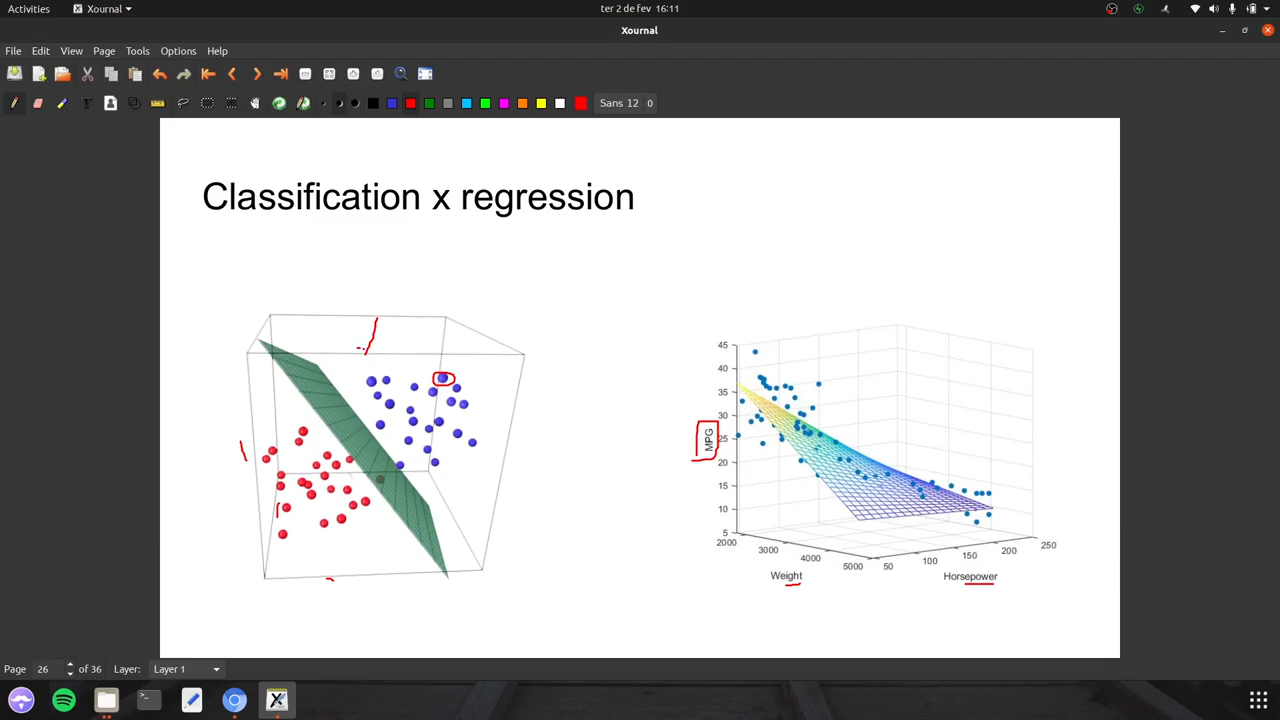 Activities Xournal ter 2 de fev 16:11
Xournal
File Edit View Page Tools Options Help
T Sans 12 0
Classification x regression
45
40
35
30
25
20
15
10
5
MPG
2000 3000 4000 5000
50 100 150 200 250
Weight Horsepower
Page 26 of 36 Layer: Layer 1